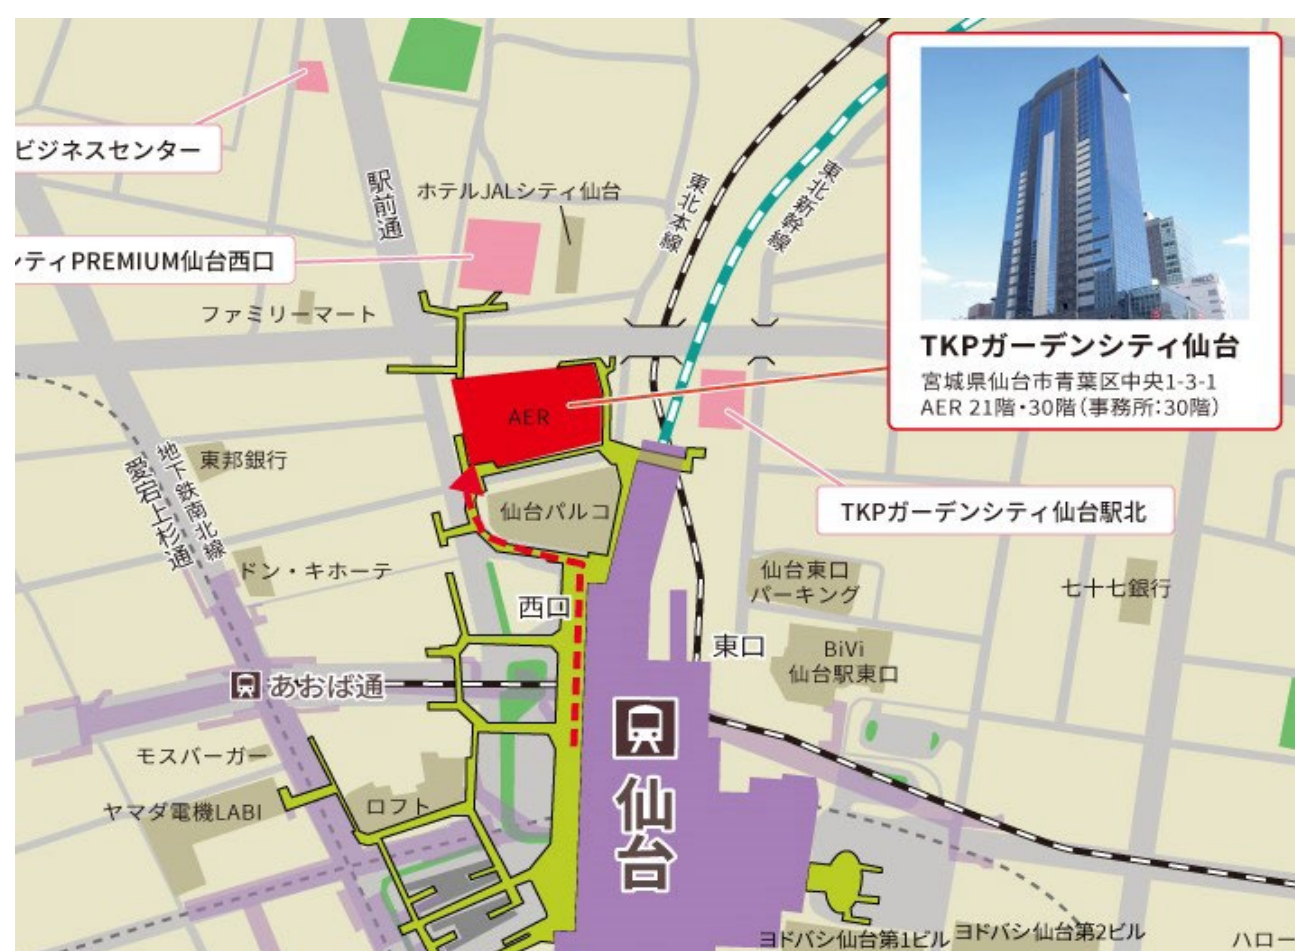 ビジネスセンター
駅前通
ホテルJALシティ仙台
東北本線
東北新幹線
ンティPREMIUM仙台西口
ファミリーマート
TKPガーデンシティ仙台
宮城県仙台市青葉区中央1-3-1
AER 21階・30階（事務所：30階）
AER
東邦銀行
地下鉄南北線
愛宕上杉通
仙台パルコ
TKPガーデンシティ仙台駅北
ドン・キホーテ
西口
仙台東口
パーキング
七十七銀行
東口
BiVi
仙台駅東口
あおば通
モスバーガー
ヤマダ電機LABI
ロフト
仙台
ヨドバシ仙台第1ビル
ヨドバシ仙台第2ビル
ハロー